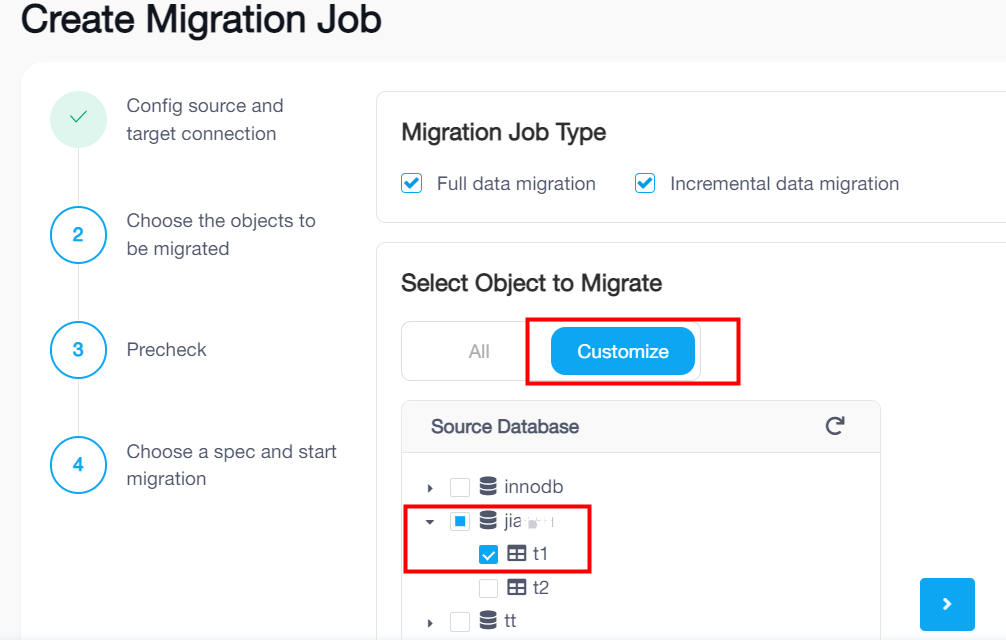 Create Migration Job
Config source and
target connection
2
Choose the objects to
be migrated
3
Precheck
4
Choose a spec and start
migration
Migration Job Type
Full data migration
Incremental data migration
Select Object to Migrate
All
Customize
Source Database
innodb
t1
t2
tt